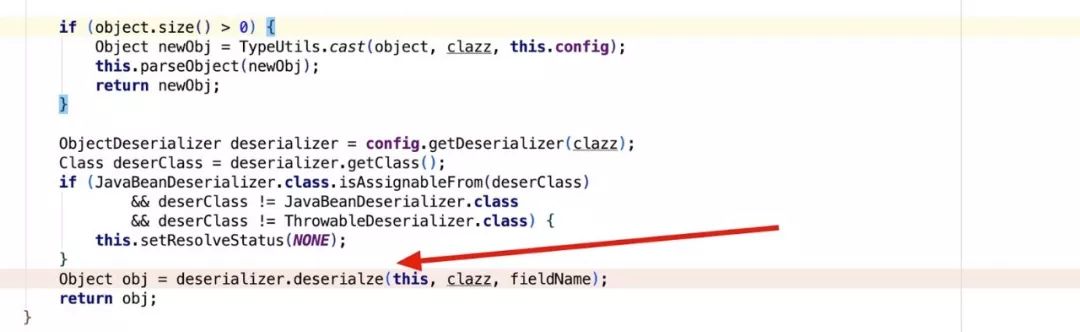 if (object.size() > 0) {
Object newObj = TypeUtils.cast(object, clazz, this.config);
this.parseObject(newObj);
return newObj;
}
ObjectDeserializer deserializer = config.getDeserializer(clazz);
Class deserClass = deserializer.getClass();
if (JavaBeanDeserializer.class.isAssignableFrom(deserClass)
&& deserClass != JavaBeanDeserializer.class
&& deserClass != ThrowableDeserializer.class) {
this.setResolveStatus(NONE);
}
Object obj = deserializer.deserialze(this, clazz, fieldName);
return obj;
}